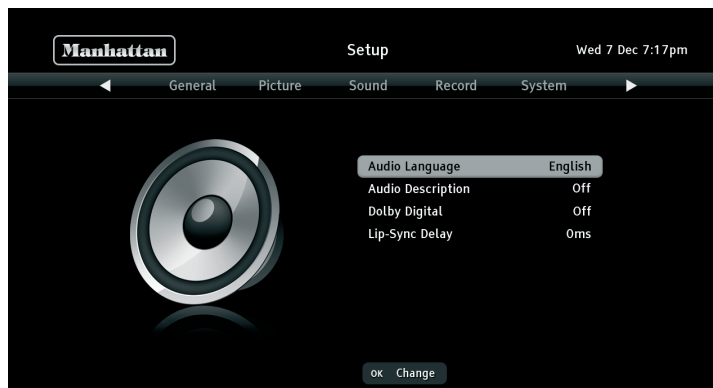 Manhattan Setup Wed 7 Dec 7:17pm
General Picture Sound Record System
Audio Language English
Audio Description Off
Dolby Digital Off
Lip-Sync Delay 0ms
OK Change